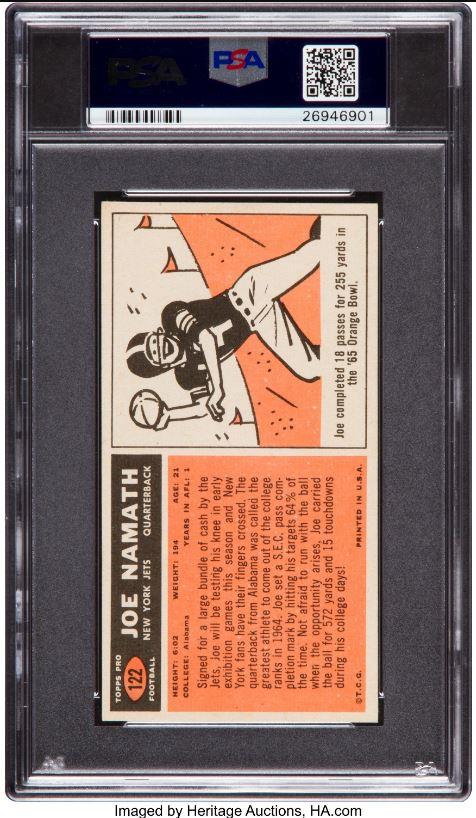 PSA
PSA
26946901
TOPPS PRO
122
FOOTBALL
JOE NAMATH
NEW YORK JETS QUARTERBACK
HEIGHT: 6:02 WEIGHT: 194 AGE: 21
COLLEGE: Alabama YEARS IN AFL: 1
Signed for a large bundle of cash by the
Jets, Joe will be testing his knee in early
exhibition games this season and New
York fans have their fingers crossed. The
quarterback from Alabama was called the
greatest athlete to come out of the college
ranks in 1964. Joe set a S.E.C. pass com-
pletion mark by hitting his targets 64% of
the time. Not afraid to run with the ball
when the opportunity arises, Joe carried
the ball for 572 yards and 15 touchdowns
during his college days!
©T.C.G. PRINTED IN U.S.A.
Joe completed 18 passes for 255 yards in
the '65 Orange Bowl.
Imaged by Heritage Auctions, HA.com